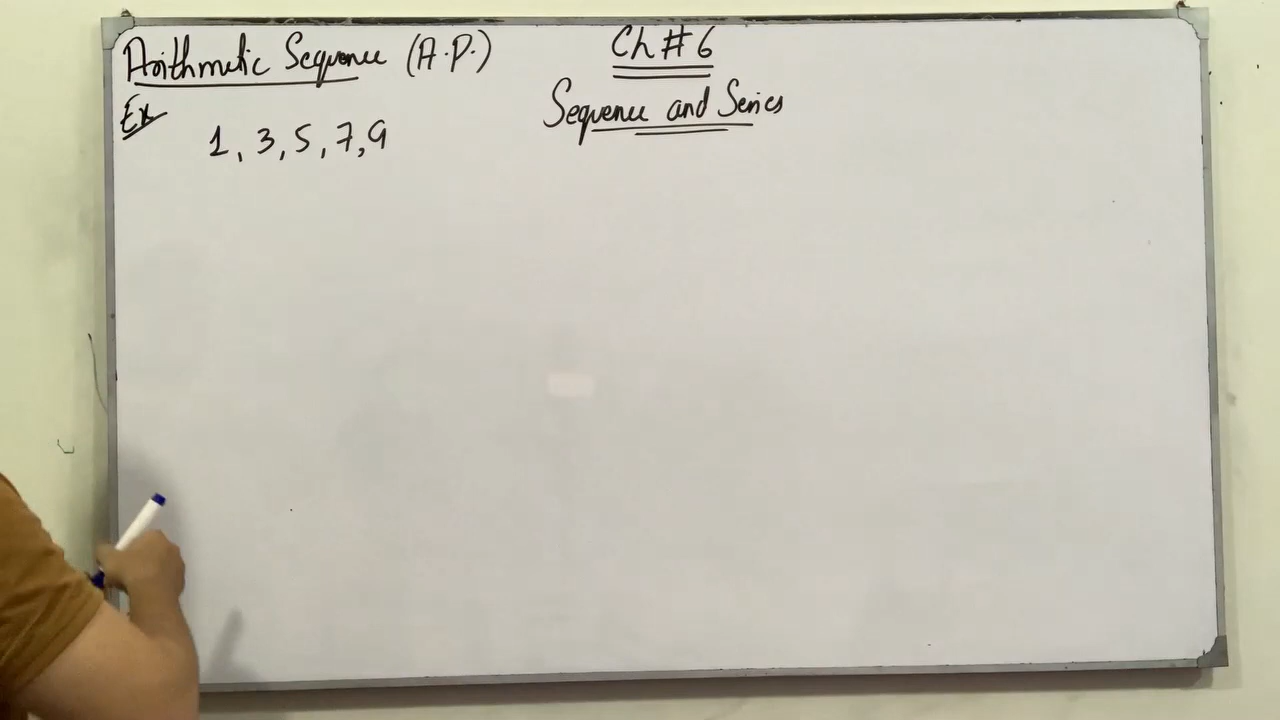 Ch # 6
Sequence and Series
Arithmetic Sequence (A.P.)
Ex
1, 3, 5, 7, 9